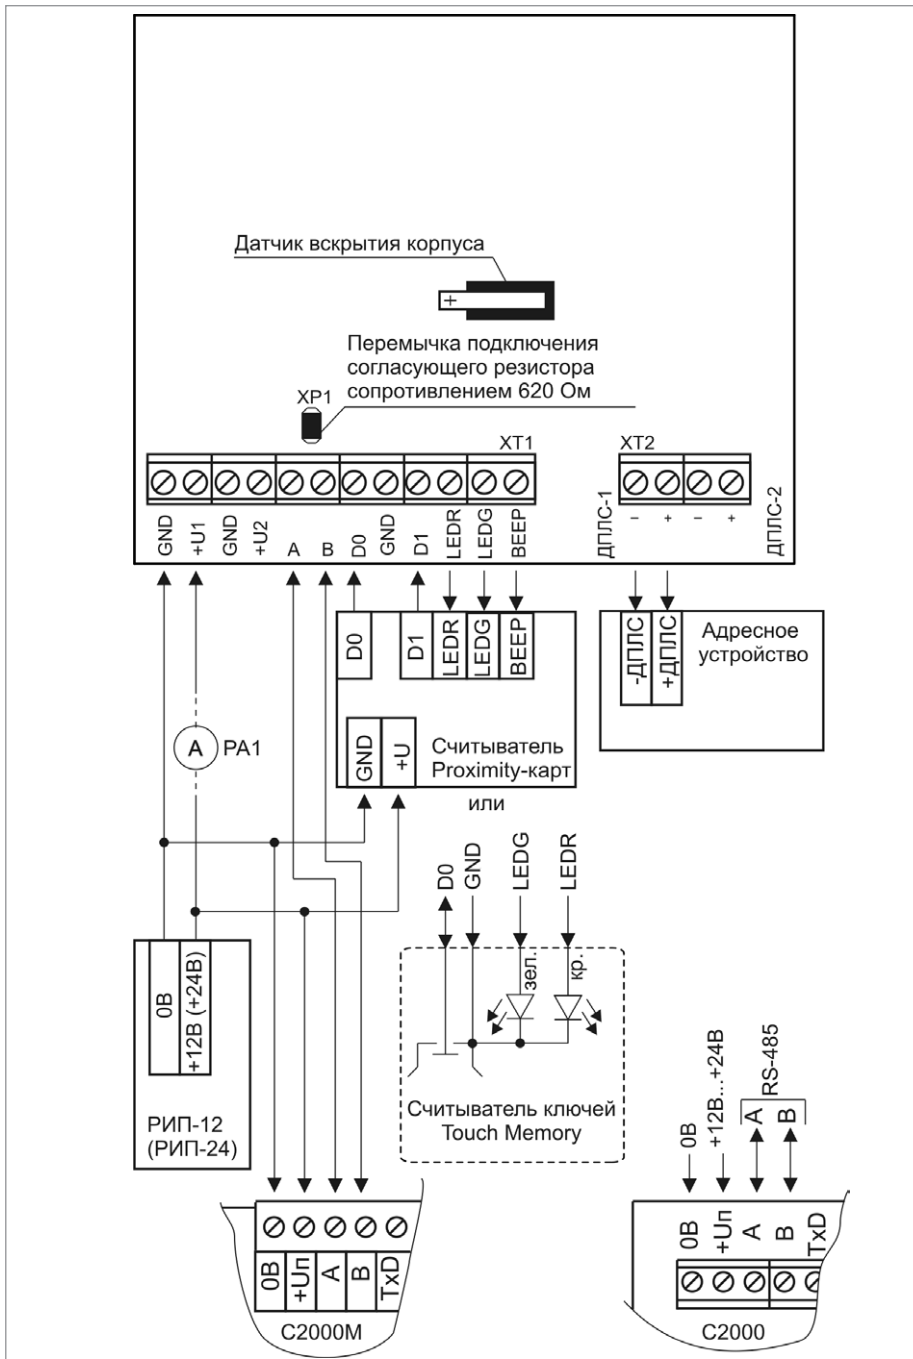 Датчик вскрытия корпуса
+
Перемычка подключения
согласующего резистора
сопротивлением 620 Ом
XP1
XT1
XT2
GND
+U1
GND
+U2
A
B
D0
GND
D1
LEDR
LEDG
BEEP
ДПЛС-1
–
+
–
+
ДПЛС-2
D0
D1
LEDR
LEDG
BEEP
-ДПЛС
+ДПЛС
Адресное
устройство
A
PA1
GND
+U
Считыватель
Proximity-карт
или
D0
GND
LEDG
LEDR
зел.
кр.
Считыватель ключей
Touch Memory
0В
+12В (+24В)
РИП-12
(РИП-24)
0В
+12В...+24В
A
B
RS-485
0В
+Uп
A
B
TxD
С2000М
0В
+Uп
A
B
TxD
С2000